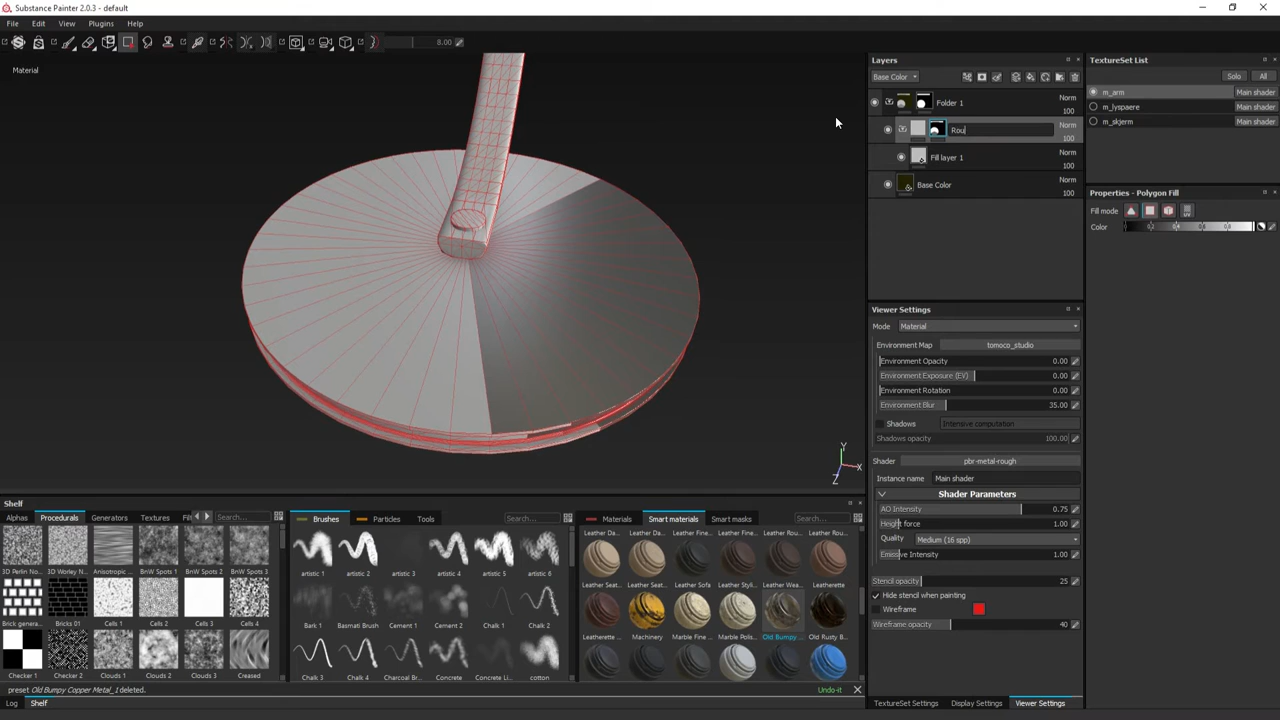 Substance Painter 2.0.3 - default
File Edit View Plugins Help
8.00
Material
Layers
Base Color
Folder 1 Norm 100
Rou Norm 100
Fill layer 1 Norm 100
Base Color Norm 100
TextureSet List
Solo All
m_arm Main shader
m_lyspaere Main shader
m_skjerm Main shader
Properties - Polygon Fill
Fill mode
Color
Viewer Settings
Mode Material
Environment Map tomoco_studio
Environment Opacity 0.00
Environment Exposure (EV) 0.00
Environment Rotation 0.00
Environment Blur 35.00
Shadows Intensive computation
Shadows opacity 100.00
Shader pbr-metal-rough
Instance name Main shader
Shader Parameters
AO Intensity 0.75
Height force 1.00
Quality Medium (16 spp)
Emissive Intensity 1.00
Stencil opacity 25
Hide stencil when painting
Wireframe
Wireframe opacity 40
TextureSet Settings Display Settings Viewer Settings
Y
X
Z
Shelf
Alphas Procedurals Generators Textures Search...
3D Perlin No... 3D Worley N... Anisotropic ... BnW Spots 1 BnW Spots 2 BnW Spots 3
Brick genera... Bricks 01 Cells 1 Cells 2 Cells 3 Cells 4
Checker 1 Checker 2 Clouds 1 Clouds 2 Clouds 3 Creased
Brushes Particles Tools Search...
artistic 1 artistic 2 artistic 3 artistic 4 artistic 5 artistic 6
Bark 1 Basmati Brush Cement 1 Cement 2 Chalk 1 Chalk 2
Chalk 3 Chalk 4 Charcoal Br... Concrete Concrete Li... cotton
Materials Smart materials Smart masks Search...
Leather Da... Leather Da... Leather Fine... Leather Fine... Leather Rou... Leather Rou...
Leather Seat... Leather Seat... Leather Sofa Leather Styli... Leather Wea... Leatherette
Leatherette ... Machinery Marble Fine ... Marble Polis... Old Bumpy ... Old Rusty B...
preset Old Bumpy Copper Metal_1 deleted. Undo-it
Log Shelf